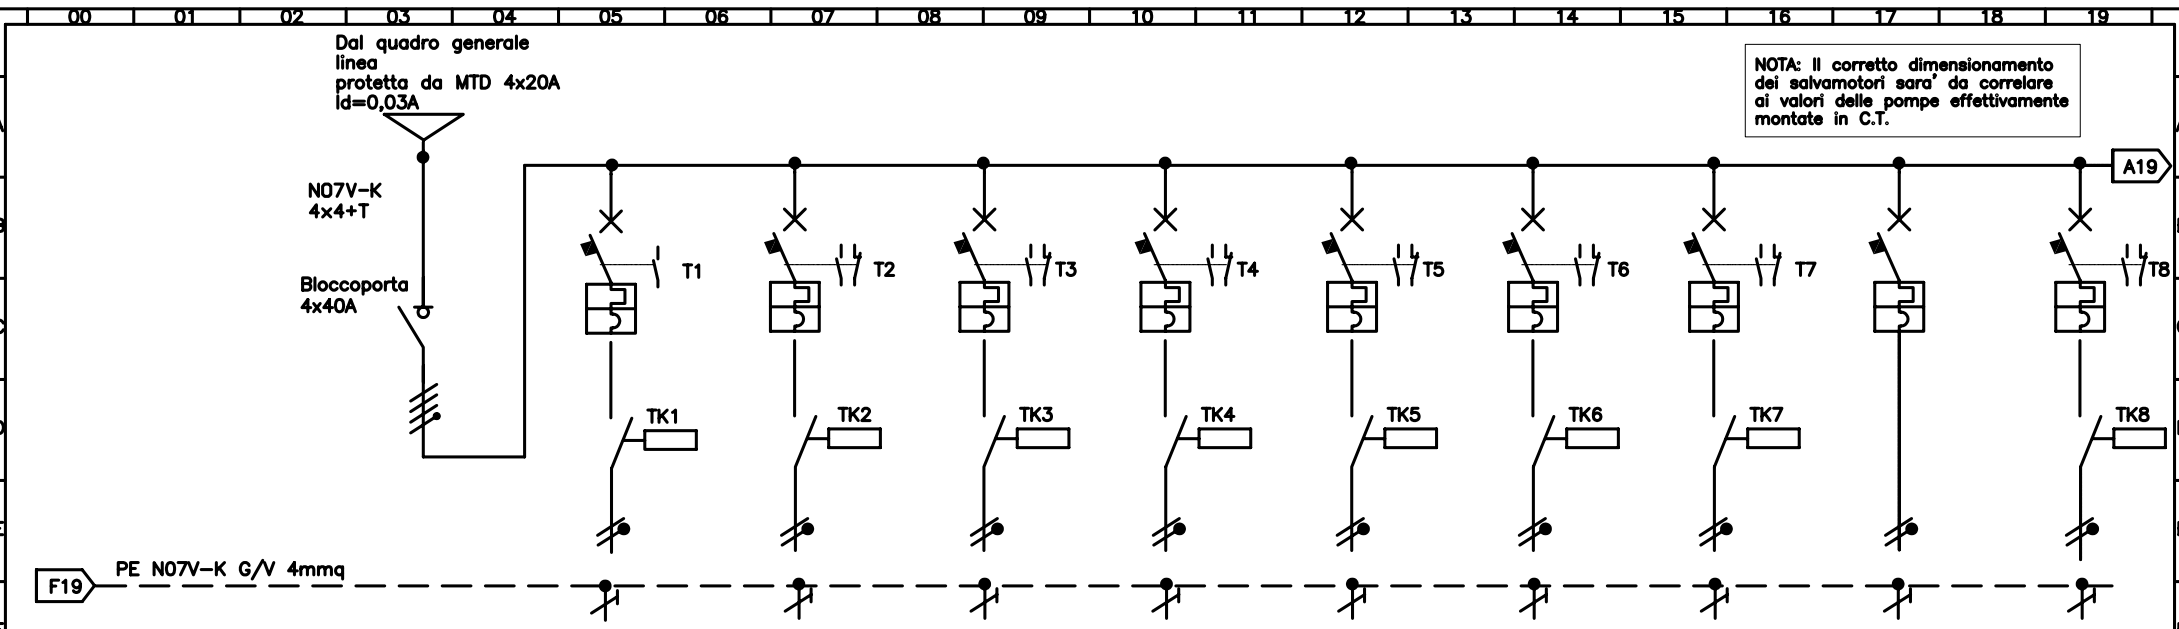 00 01 02 03 04 05 06 07 08 09 10 11 12 13 14 15 16 17 18 19
Dal quadro generale
linea
protetta da MTD 4x20A
Id=0,03A
NOTA: Il corretto dimensionamento
dei salvamotori sara' da correlare
ai valori delle pompe effettivamente
montate in C.T.
A19
N07V-K
4x4+T
Bloccoporta
4x40A
T1 T2 T3 T4 T5 T6 T7 T8
TK1 TK2 TK3 TK4 TK5 TK6 TK7 TK8
PE N07V-K G/V 4mmq
F19